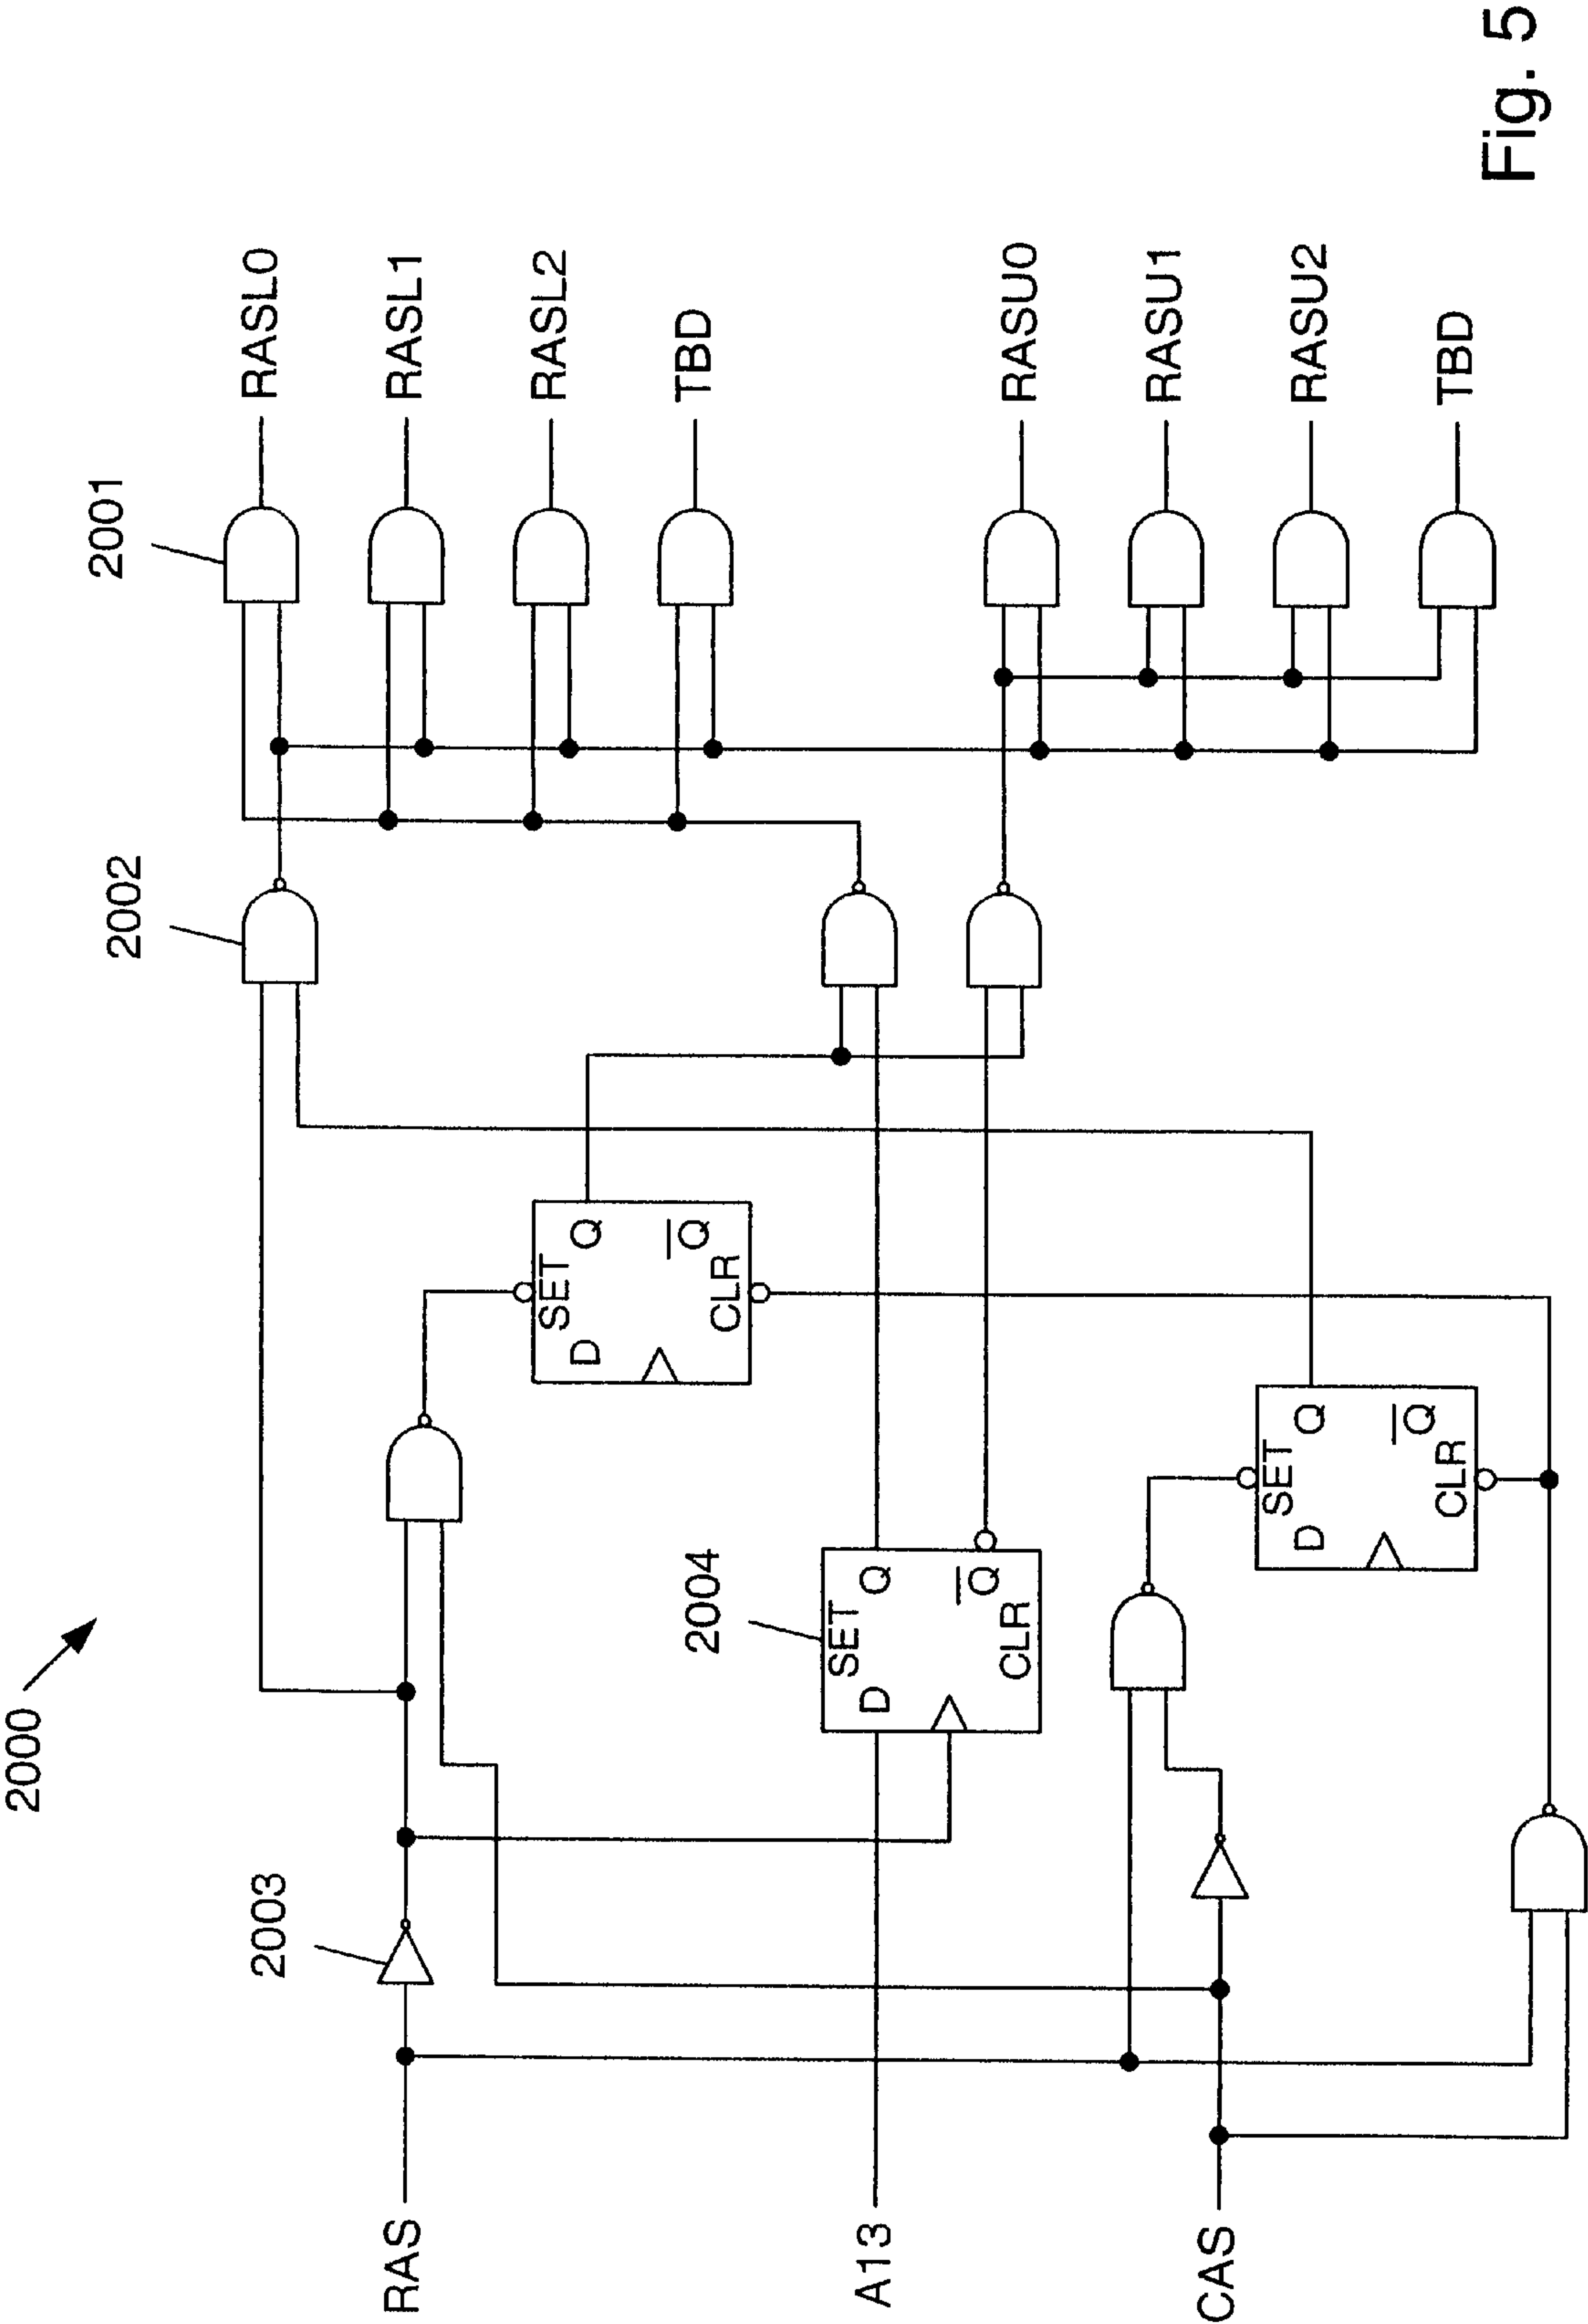 2000
RAS
2003
A13
CAS
2004
SET
D
Q
Q
CLR
SET
D
Q
Q
CLR
SET
D
Q
Q
CLR
2002
2001
RASL0
RASL1
RASL2
TBD
RASU0
RASU1
RASU2
TBD
Fig. 5